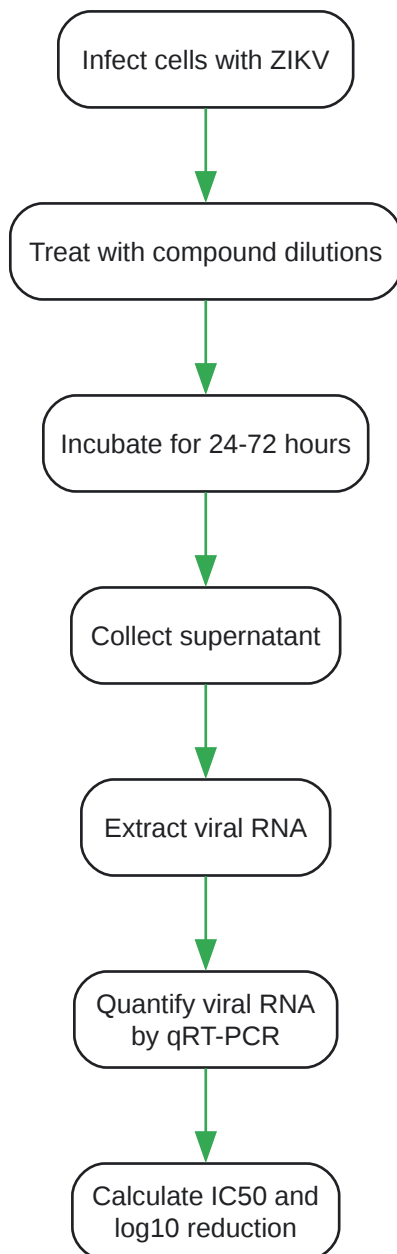 Infect cells with ZIKV
Treat with compound dilutions
Incubate for 24-72 hours
Collect supernatant
Extract viral RNA
Quantify viral RNA
by qRT-PCR
Calculate IC50 and
log10 reduction